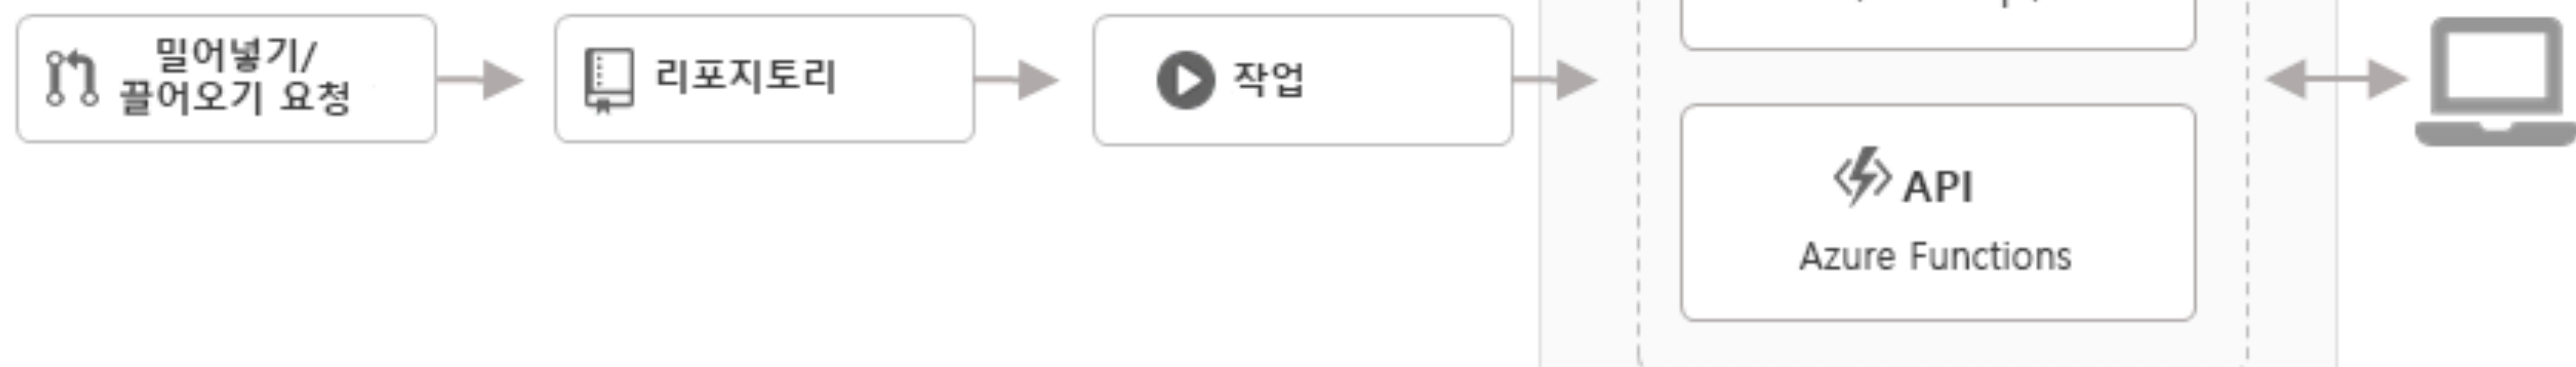 밀어넣기/
끌어오기 요청
리포지토리
작업
API
Azure Functions